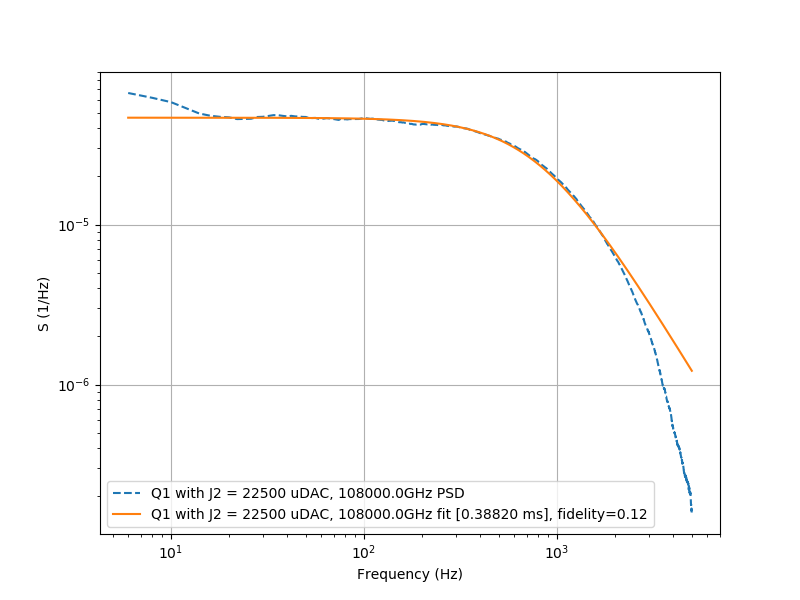 10⁻⁵
10⁻⁶
S (1/Hz)
Q1 with J2 = 22500 uDAC, 108000.0GHz PSD
Q1 with J2 = 22500 uDAC, 108000.0GHz fit [0.38820 ms], fidelity=0.12
10¹ 10² 10³
Frequency (Hz)